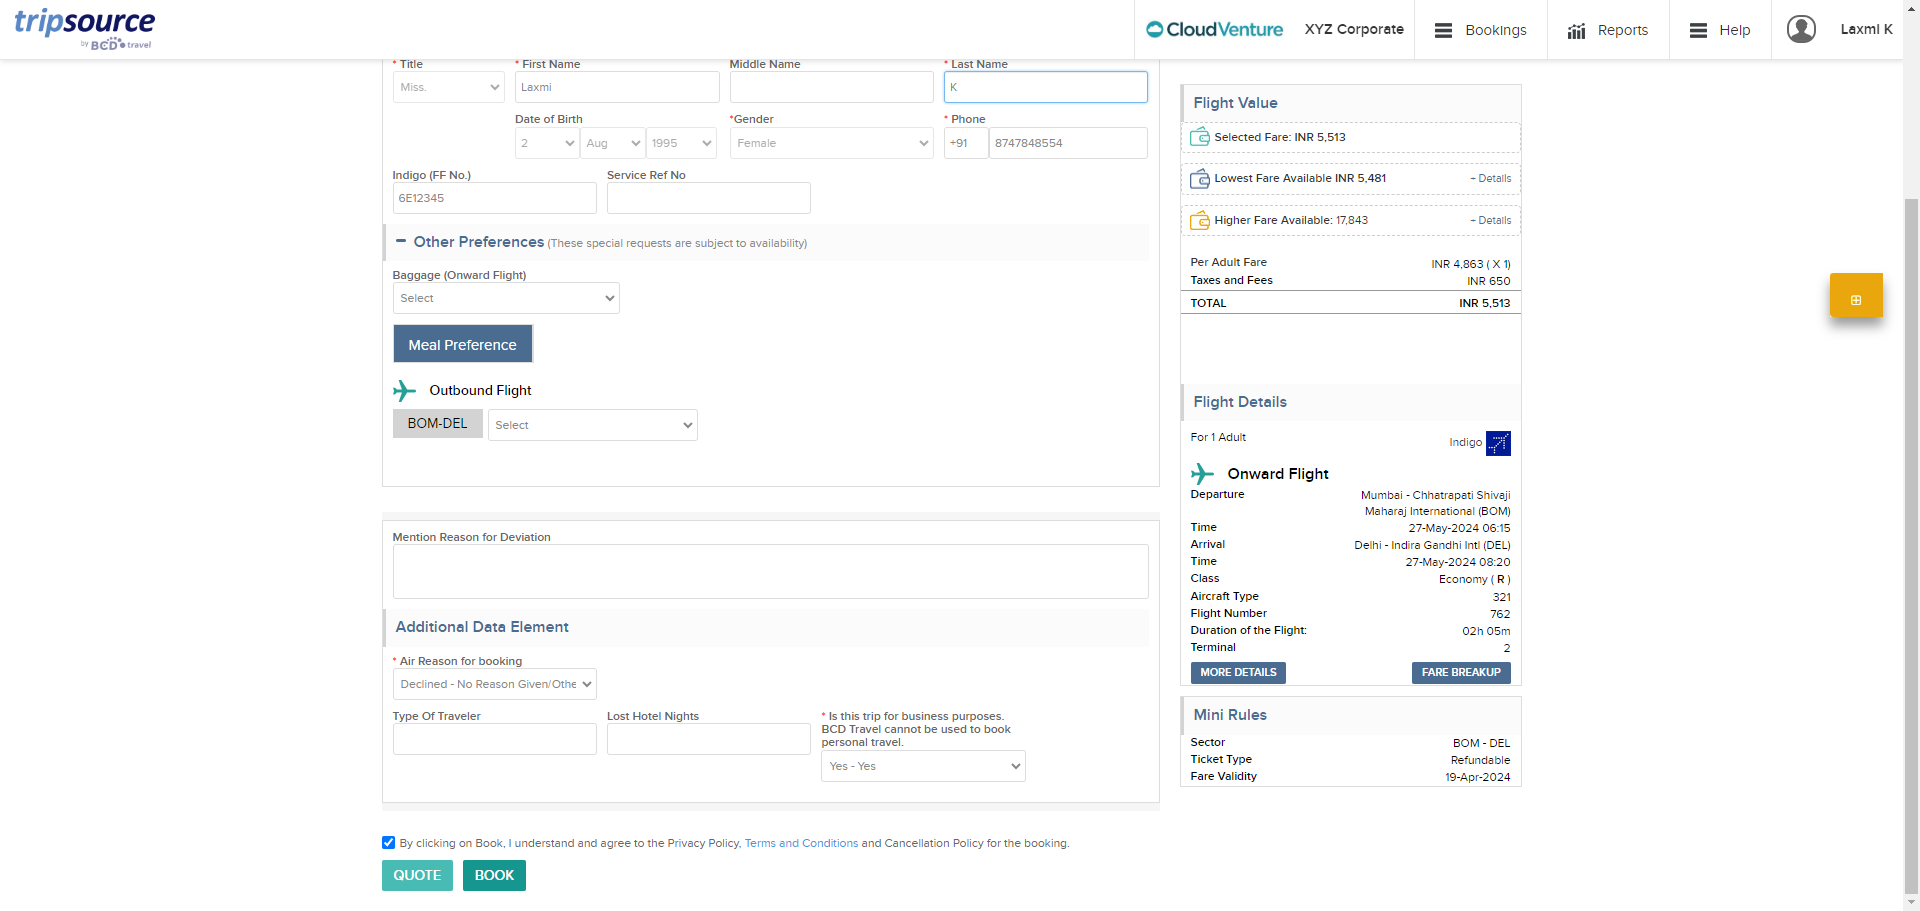 tripsource
by BCD travel
CloudVenture
XYZ Corporate
Bookings
Reports
Help
Laxmi K
* Title
* First Name
Middle Name
* Last Name
Miss.
Laxmi
K
Date of Birth
*Gender
* Phone
2
Aug
1995
Female
+91
8747848554
Indigo (FF No.)
Service Ref No
6E12345
Other Preferences (These special requests are subject to availability)
Baggage (Onward Flight)
Select
Meal Preference
Outbound Flight
BOM-DEL
Select
Mention Reason for Deviation
Additional Data Element
* Air Reason for booking
Declined - No Reason Given/Othe
Type Of Traveler
Lost Hotel Nights
* Is this trip for business purposes.
BCD Travel cannot be used to book
personal travel.
Yes - Yes
By clicking on Book, I understand and agree to the Privacy Policy, Terms and Conditions and Cancellation Policy for the booking.
QUOTE
BOOK
Flight Value
Selected Fare: INR 5,513
Lowest Fare Available INR 5,481
+ Details
Higher Fare Available: 17,843
+ Details
Per Adult Fare
INR 4,863 ( X 1)
Taxes and Fees
INR 650
TOTAL
INR 5,513
Flight Details
For 1 Adult
Indigo
Onward Flight
Departure
Mumbai - Chhatrapati Shivaji
Maharaj International (BOM)
Time
27-May-2024 06:15
Arrival
Delhi - Indira Gandhi Intl (DEL)
Time
27-May-2024 08:20
Class
Economy ( R )
Aircraft Type
321
Flight Number
762
Duration of the Flight:
02h 05m
Terminal
2
MORE DETAILS
FARE BREAKUP
Mini Rules
Sector
BOM - DEL
Ticket Type
Refundable
Fare Validity
19-Apr-2024